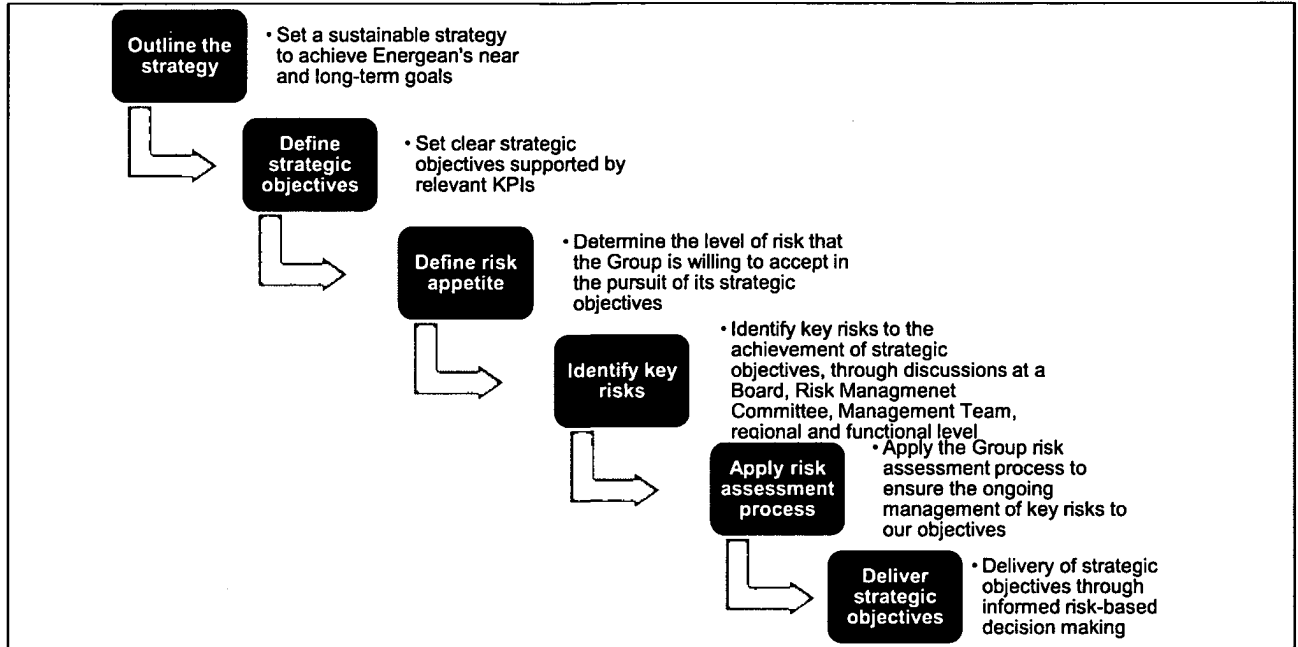 Outline the
strategy
• Set a sustainable strategy
to achieve Energean's near
and long-term goals
Define
strategic
objectives
• Set clear strategic
objectives supported by
relevant KPIs
Define risk
appetite
• Determine the level of risk that
the Group is willing to accept in
the pursuit of its strategic
objectives
Identify key
risks
• Identify key risks to the
achievement of strategic
objectives, through discussions at a
Board, Risk Managmenet
Committee, Management Team,
regional and functional level
Apply risk
assessment
process
• Apply the Group risk
assessment process to
ensure the ongoing
management of key risks to
our objectives
Deliver
strategic
objectives
• Delivery of strategic
objectives through
informed risk-based
decision making